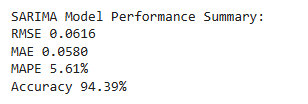 SARIMA Model Performance Summary:
RMSE 0.0616
MAE 0.0580
MAPE 5.61%
Accuracy 94.39%